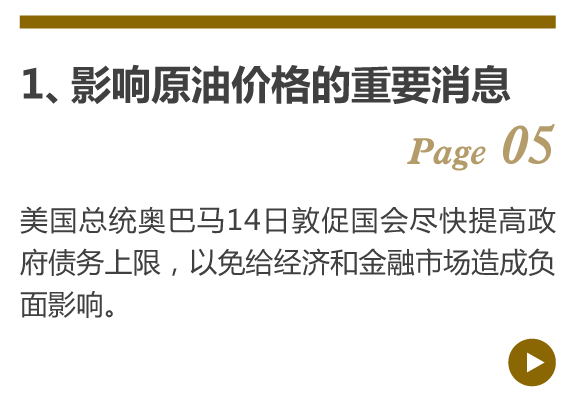 1、影响原油价格的重要消息
Page 05
美国总统奥巴马14日敦促国会尽快提高政
府债务上限，以免给经济和金融市场造成负
面影响。